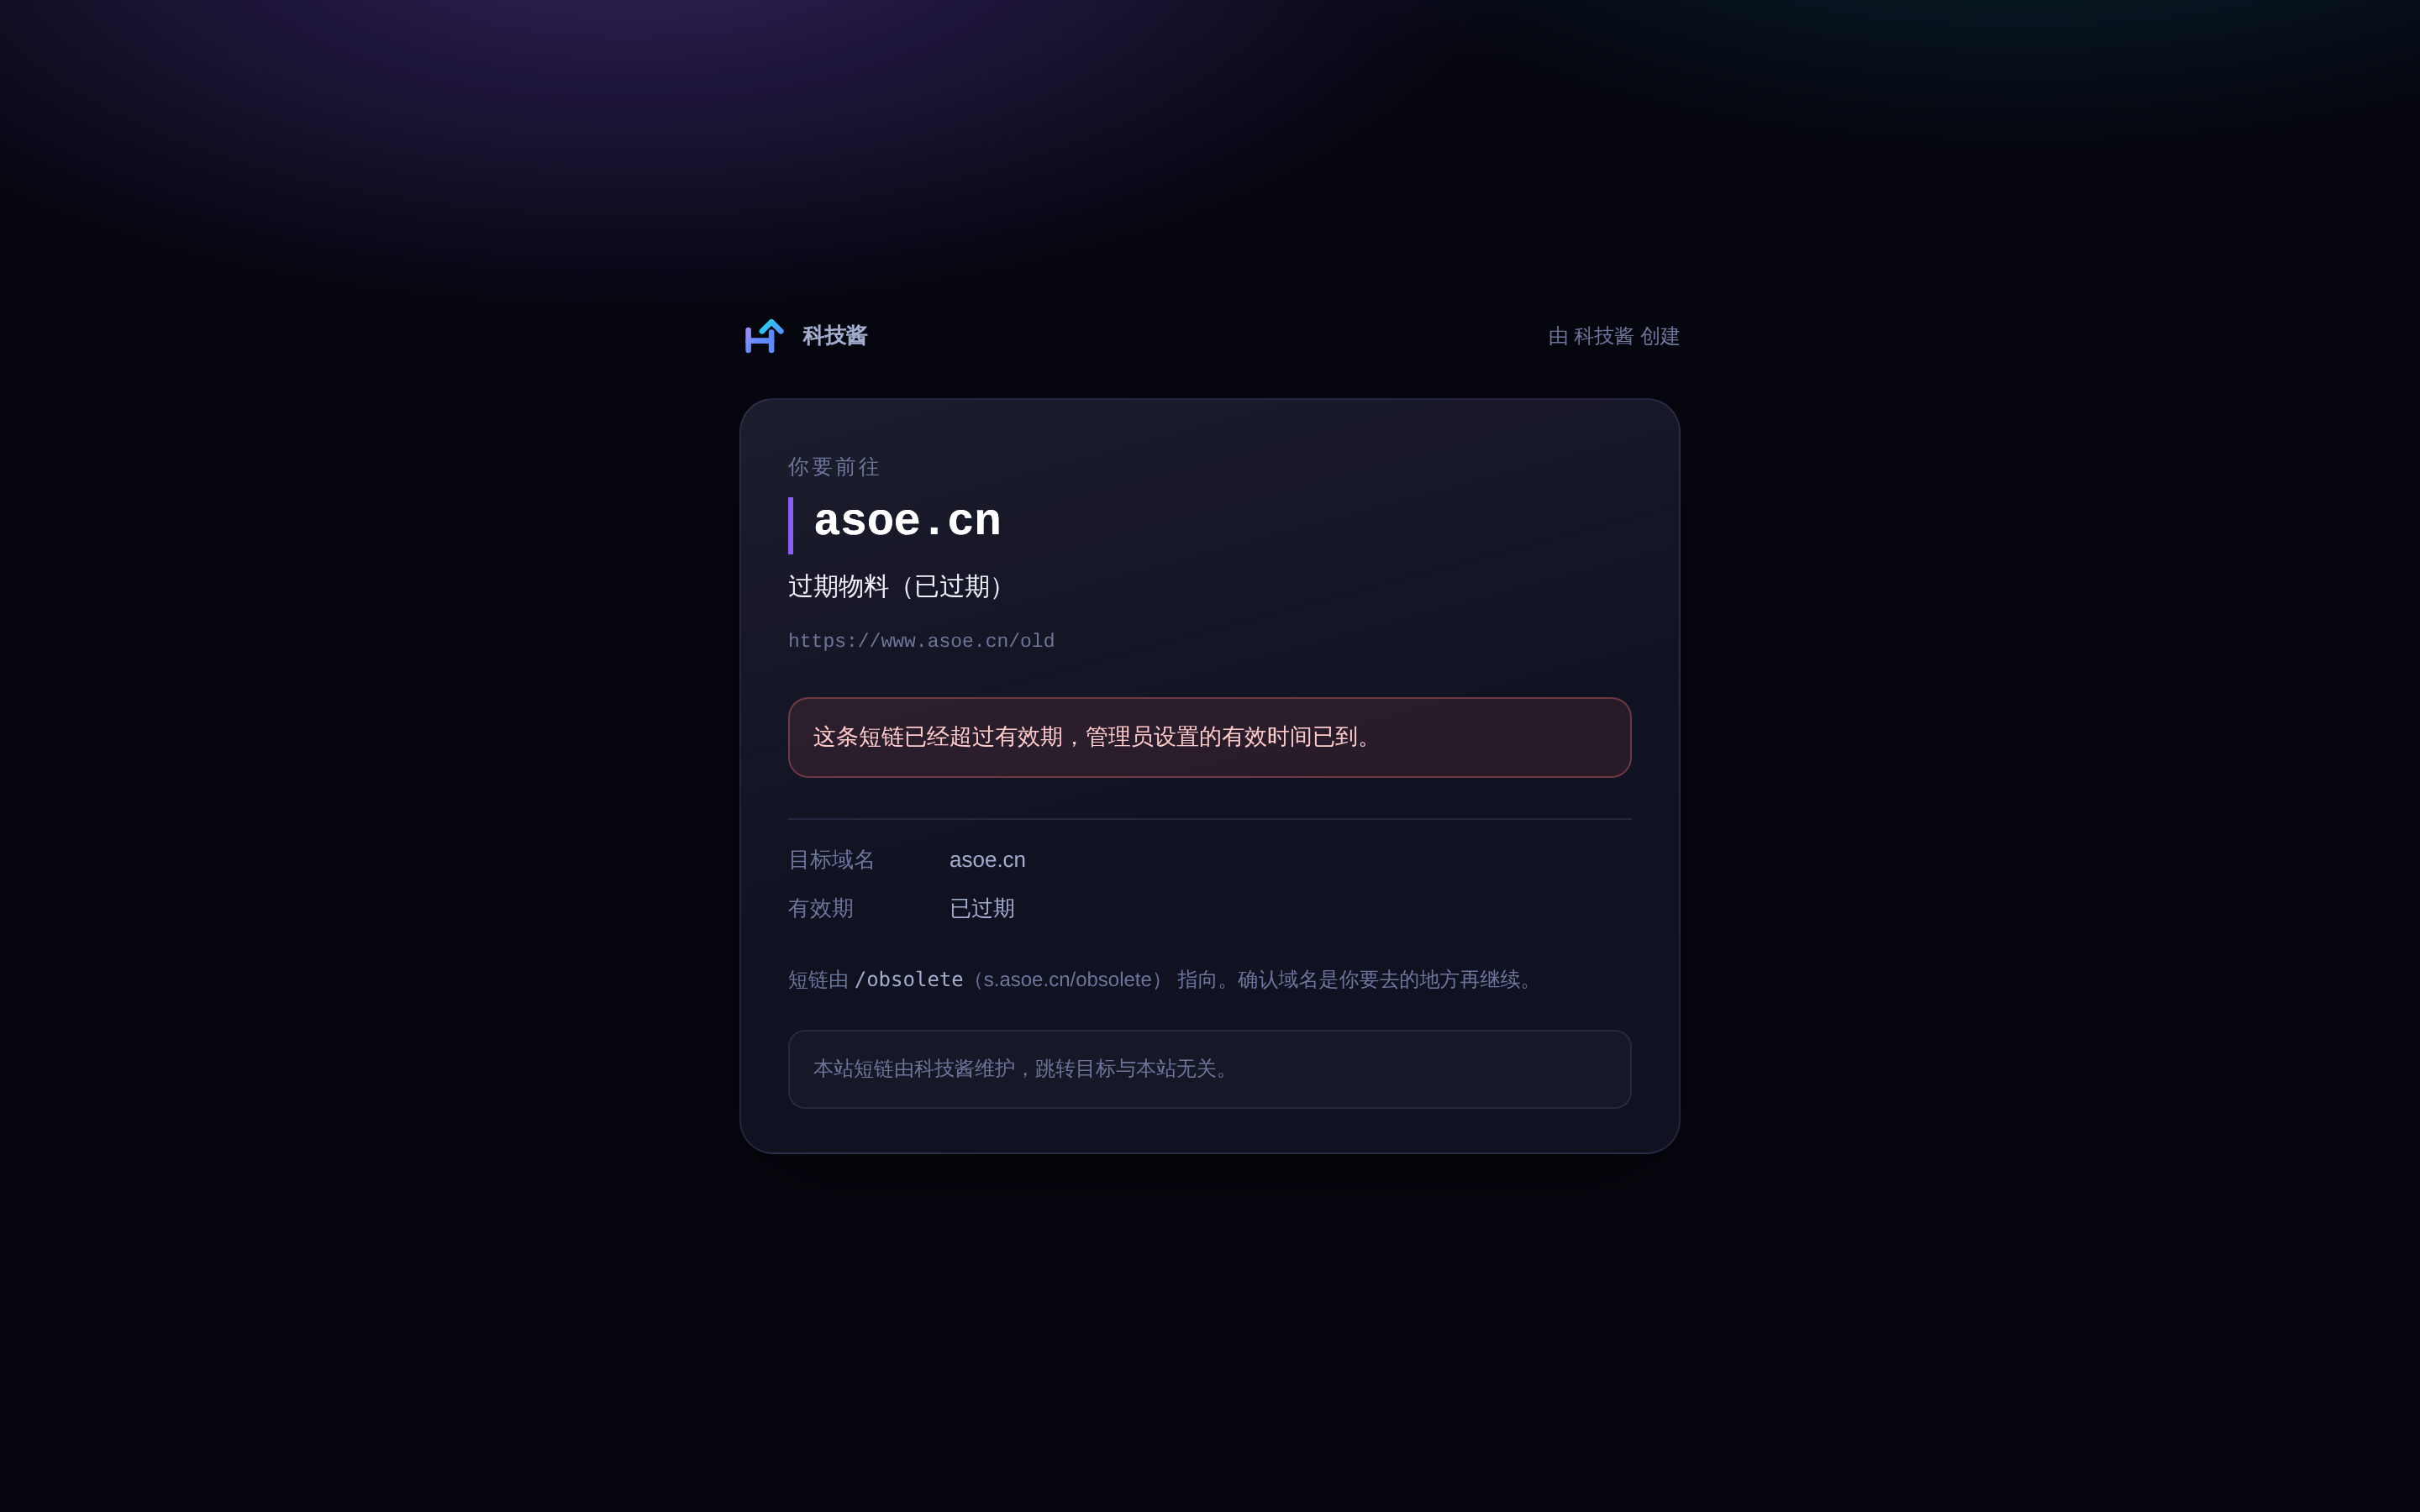 科技酱
由 科技酱 创建
你要前往
asoe.cn
过期物料（已过期）
https://www.asoe.cn/old
这条短链已经超过有效期，管理员设置的有效时间已到。
目标域名 asoe.cn
有效期 已过期
短链由 /obsolete（s.asoe.cn/obsolete） 指向。确认域名是你要去的地方再继续。
本站短链由科技酱维护，跳转目标与本站无关。